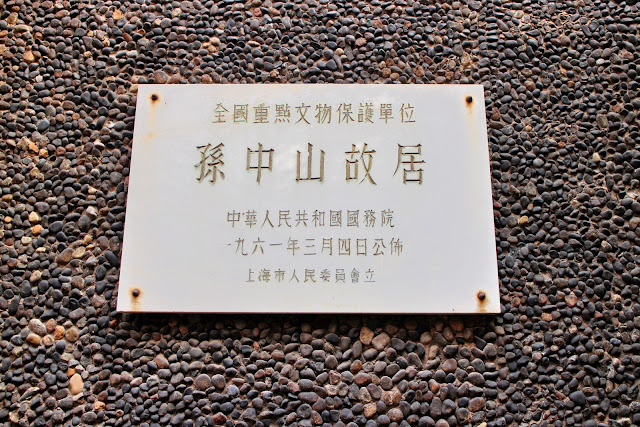 全國重點文物保護單位
孫中山故居
中華人民共和國國務院
一九六一年三月四日公佈
上海市人民委員會立